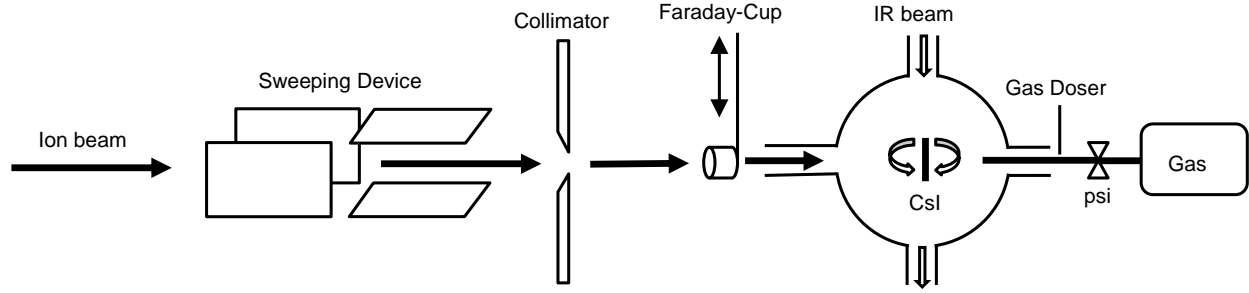 Ion beam
Sweeping Device
Collimator
Faraday-Cup
IR beam
CsI
Gas Doser
psi
Gas